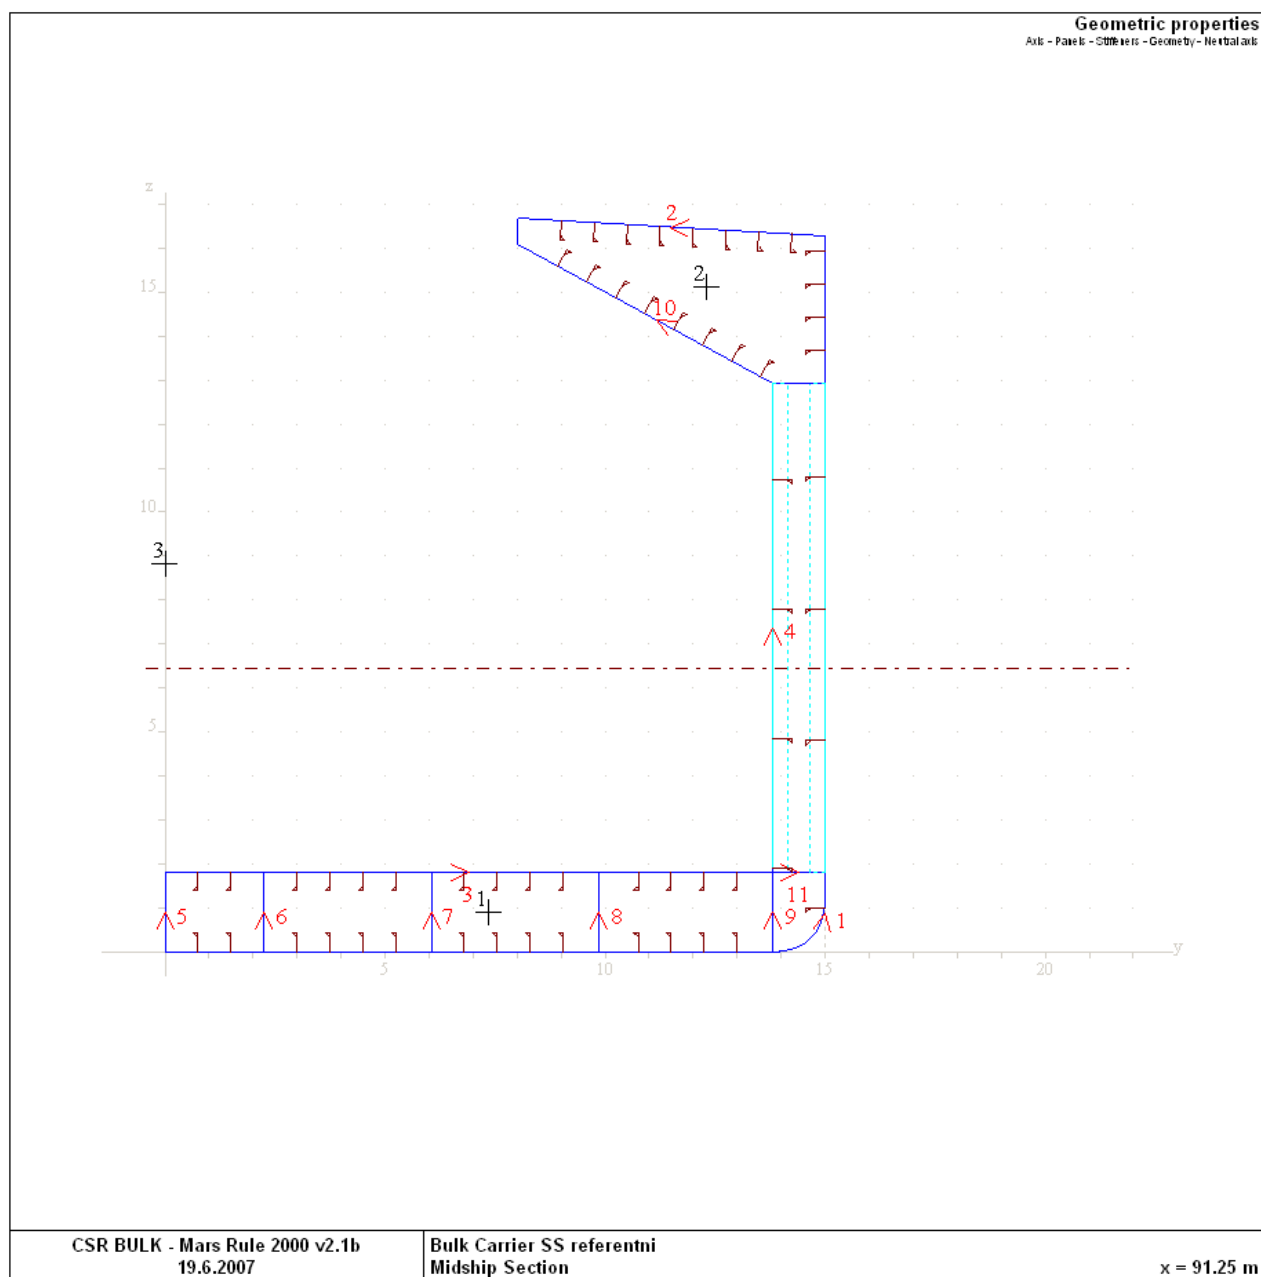 Geometric properties
Axis - Panels - Stiffeners - Geometry - Neutral axis
z
2
2
15
10
10
3
4
5
3
1
11
5
6
7
8
9
1
y
5
10
15
20
CSR BULK - Mars Rule 2000 v2.1b
19.6.2007
Bulk Carrier SS referentni
Midship Section
x = 91.25 m